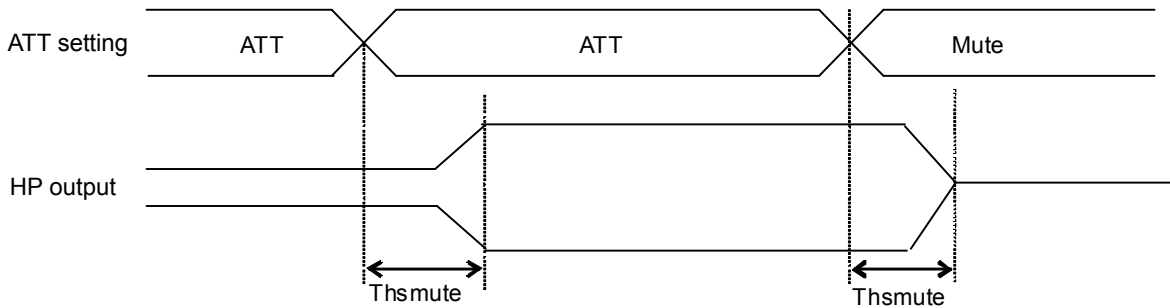 ATT setting
ATT
ATT
Mute
HP output
Thsmute
Thsmute